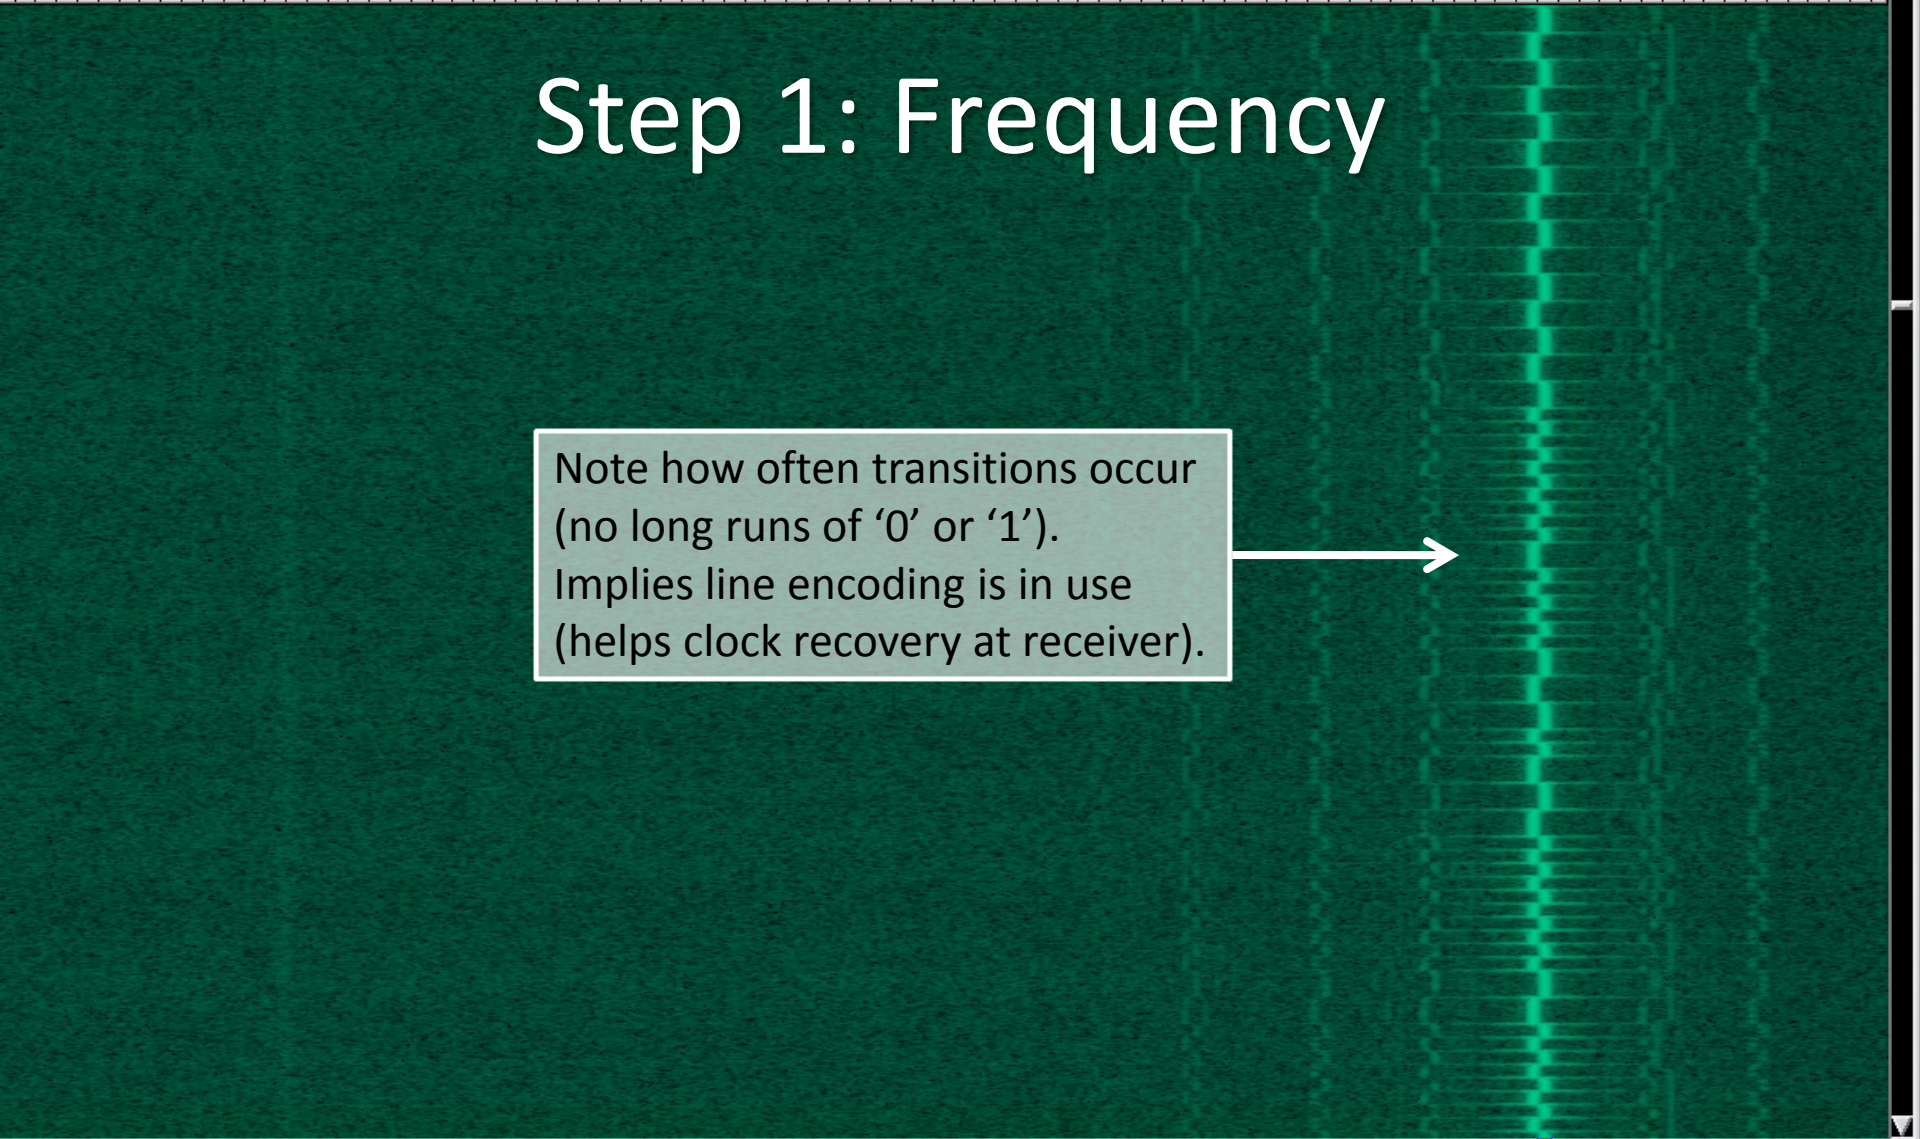 Step 1: Frequency
Note how often transitions occur
(no long runs of ‘0’ or ‘1’).
Implies line encoding is in use
(helps clock recovery at receiver).